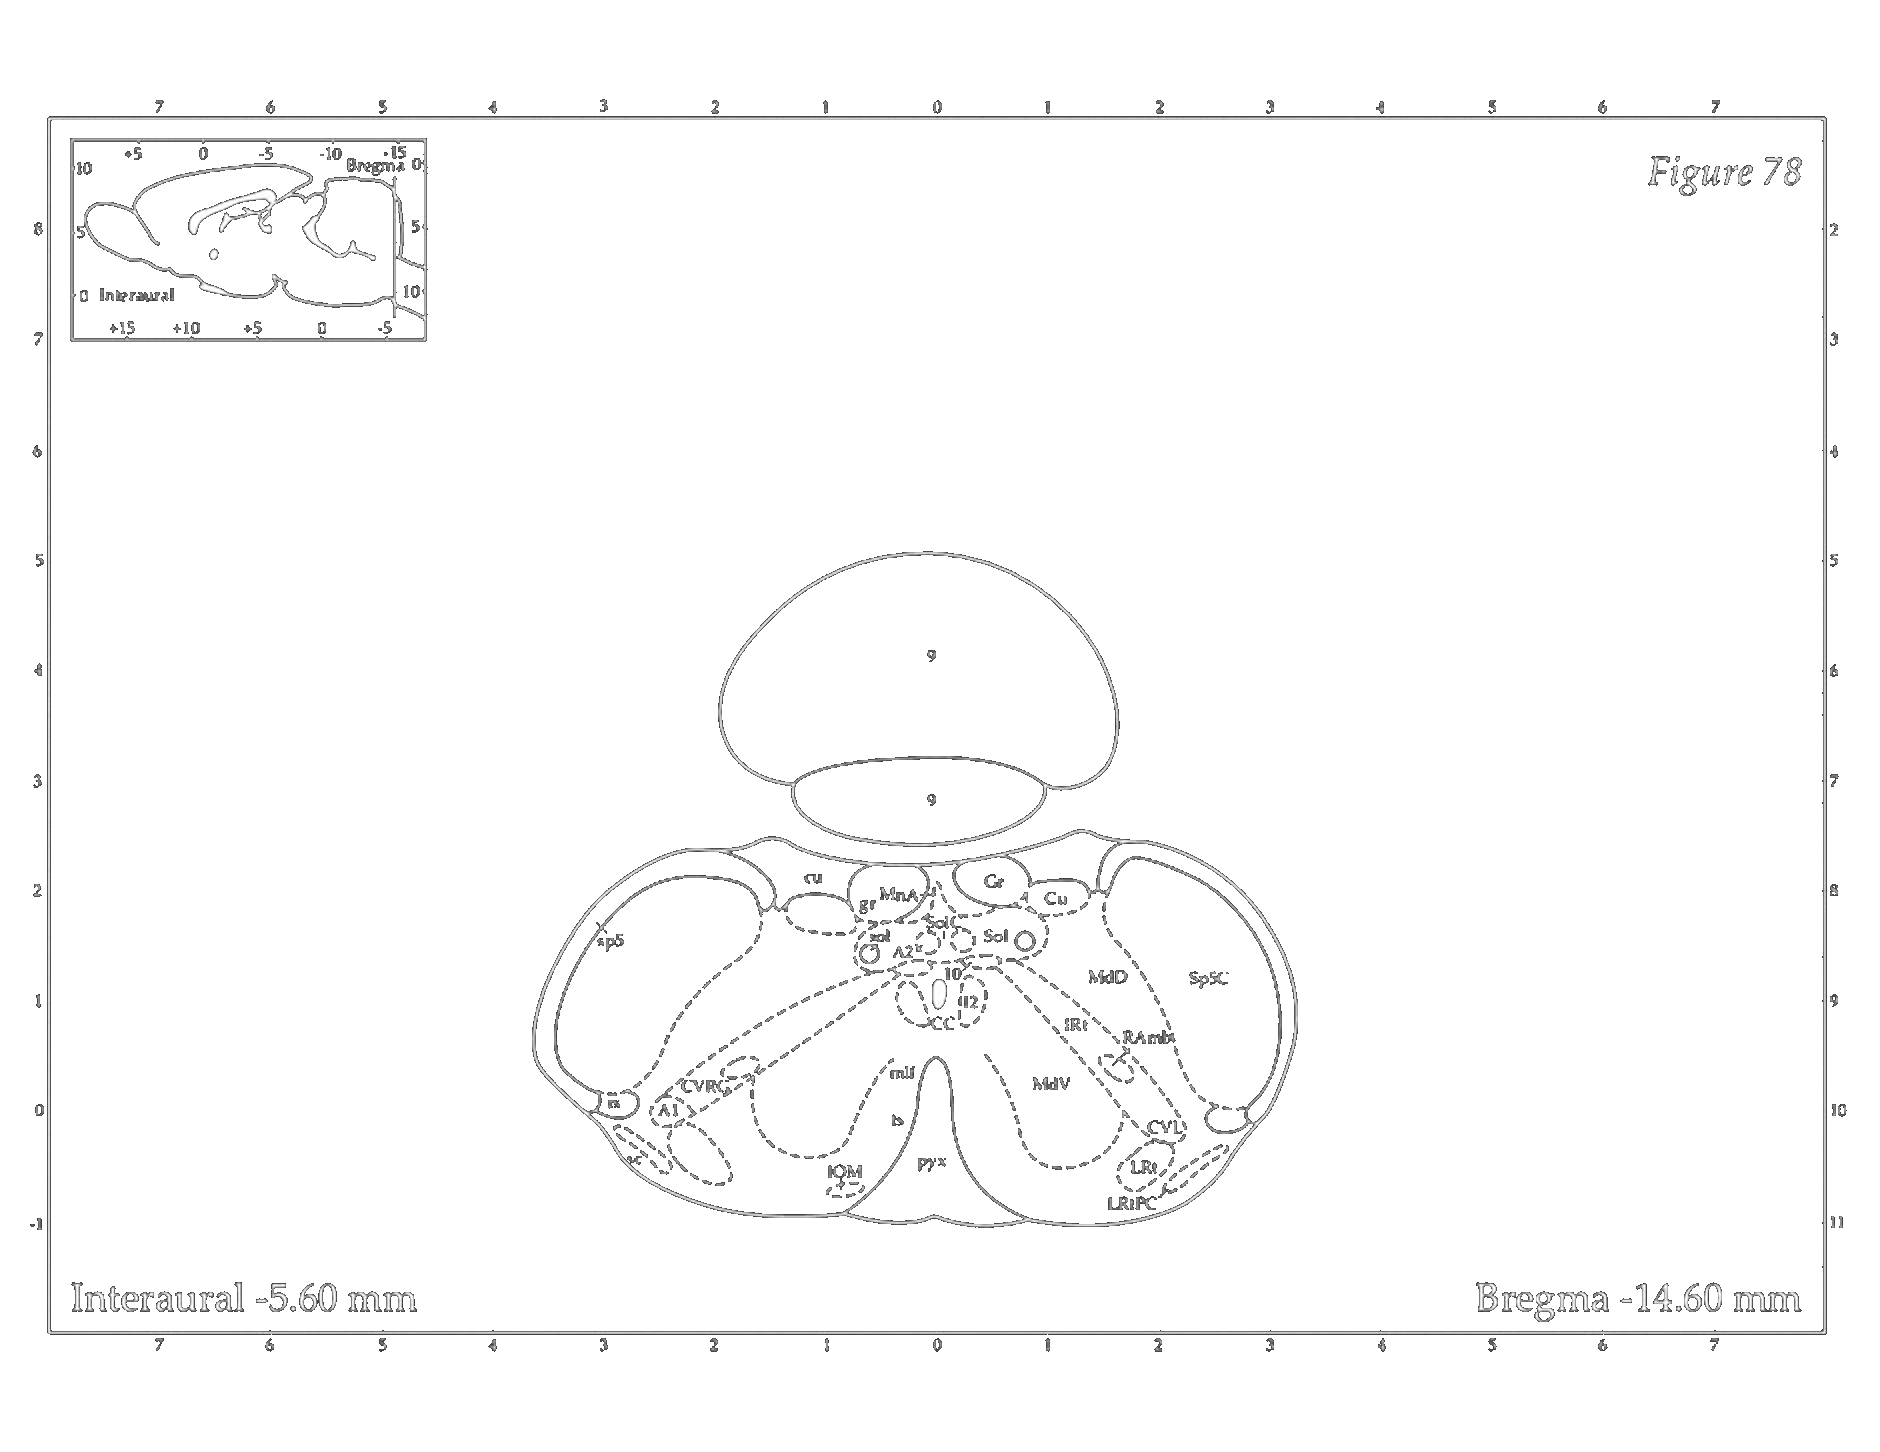 7 6 5 4 3 2 1 0 1 2 3 4 5 6 7
+5 0 -5 -10 -15
Bregma 0
10
5 5
0 Interaural 10
+15 +10 +5 0 -5
Figure 78
8 2
7 3
6 4
5 5
4 6
3 7
2 8
1 9
0 10
-1 11
9
9
cu MnA gr Gr Cu
SolC
sol Sol
A2
10
sp5 MdD Sp5C
12
CC IRt
RAmb
mlf
CVRG MdV
rs A1
ts CVL
sc
IOM pyx LRt
LRtPC
Interaural -5.60 mm
Bregma -14.60 mm
7 6 5 4 3 2 1 0 1 2 3 4 5 6 7